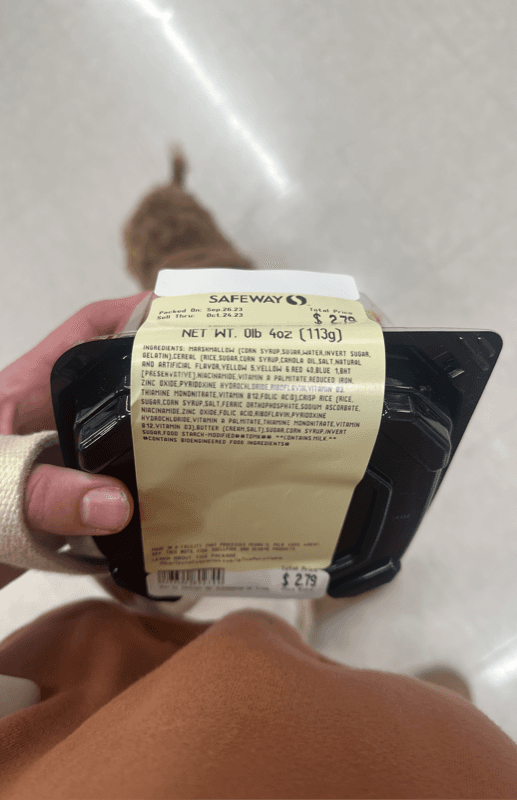 SAFEWAY
Packed On: Sep.26.23
Sell Thru: Oct.24.23
Total Price
$ 2.79
NET WT. 0lb 4oz (113g)
INGREDIENTS: MARSHMALLOW (CORN SYRUP,SUGAR,WATER,INVERT SUGAR,
GELATIN),CEREAL (RICE,SUGAR,CORN SYRUP,CANOLA OIL,SALT,NATURAL
AND ARTIFICIAL FLAVOR,YELLOW 5,YELLOW 6,RED 40,BLUE 1,BHT
(PRESERVATIVE),NIACINAMIDE,VITAMIN A PALMITATE,REDUCED IRON,
ZINC OXIDE,PYRIDOXINE HYDROCHLORIDE,RIBOFLAVIN,VITAMIN D3,
THIAMINE MONONITRATE,VITAMIN B12,FOLIC ACID),CRISP RICE (RICE,
SUGAR,CORN SYRUP,SALT,FERRIC ORTHOPHOSPHATE,SODIUM ASCORBATE,
NIACINAMIDE,ZINC OXIDE,FOLIC ACID,RIBOFLAVIN,PYRIDOXINE
HYDROCHLORIDE,VITAMIN A PALMITATE,THIAMINE MONONITRATE,VITAMIN
B12,VITAMIN D3),BUTTER (CREAM,SALT),SUGAR,CORN SYRUP,INVERT
SUGAR,FOOD STARCH-MODIFIED **CONTAINS MILK**
*CONTAINS BIOENGINEERED FOOD INGREDIENTS*
Total Price
$ 2.79